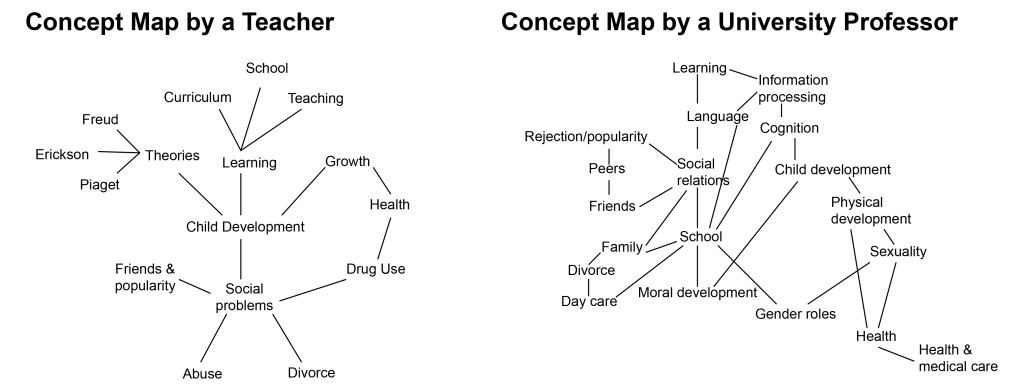 Concept Map by a Teacher
School
Curriculum
Teaching
Freud
Erickson
Theories
Learning
Growth
Piaget
Health
Child Development
Friends &
popularity
Drug Use
Social
problems
Abuse
Divorce
Concept Map by a University Professor
Learning
Information
processing
Language
Cognition
Rejection/popularity
Peers
Social
relations
Child development
Friends
Physical
development
School
Family
Sexuality
Divorce
Day care
Moral development
Gender roles
Health
Health &
medical care